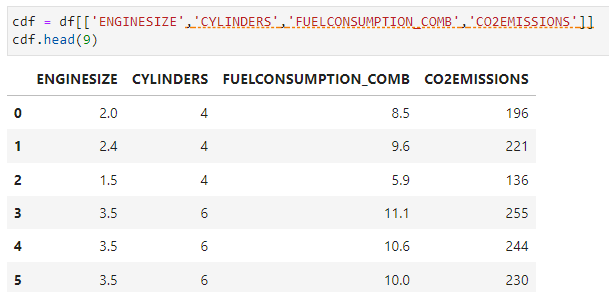 cdf = df[['ENGINESIZE','CYLINDERS','FUELCONSUMPTION_COMB','CO2EMISSIONS']]
cdf.head(9)
ENGINESIZE CYLINDERS FUELCONSUMPTION_COMB CO2EMISSIONS
0 2.0 4 8.5 196
1 2.4 4 9.6 221
2 1.5 4 5.9 136
3 3.5 6 11.1 255
4 3.5 6 10.6 244
5 3.5 6 10.0 230